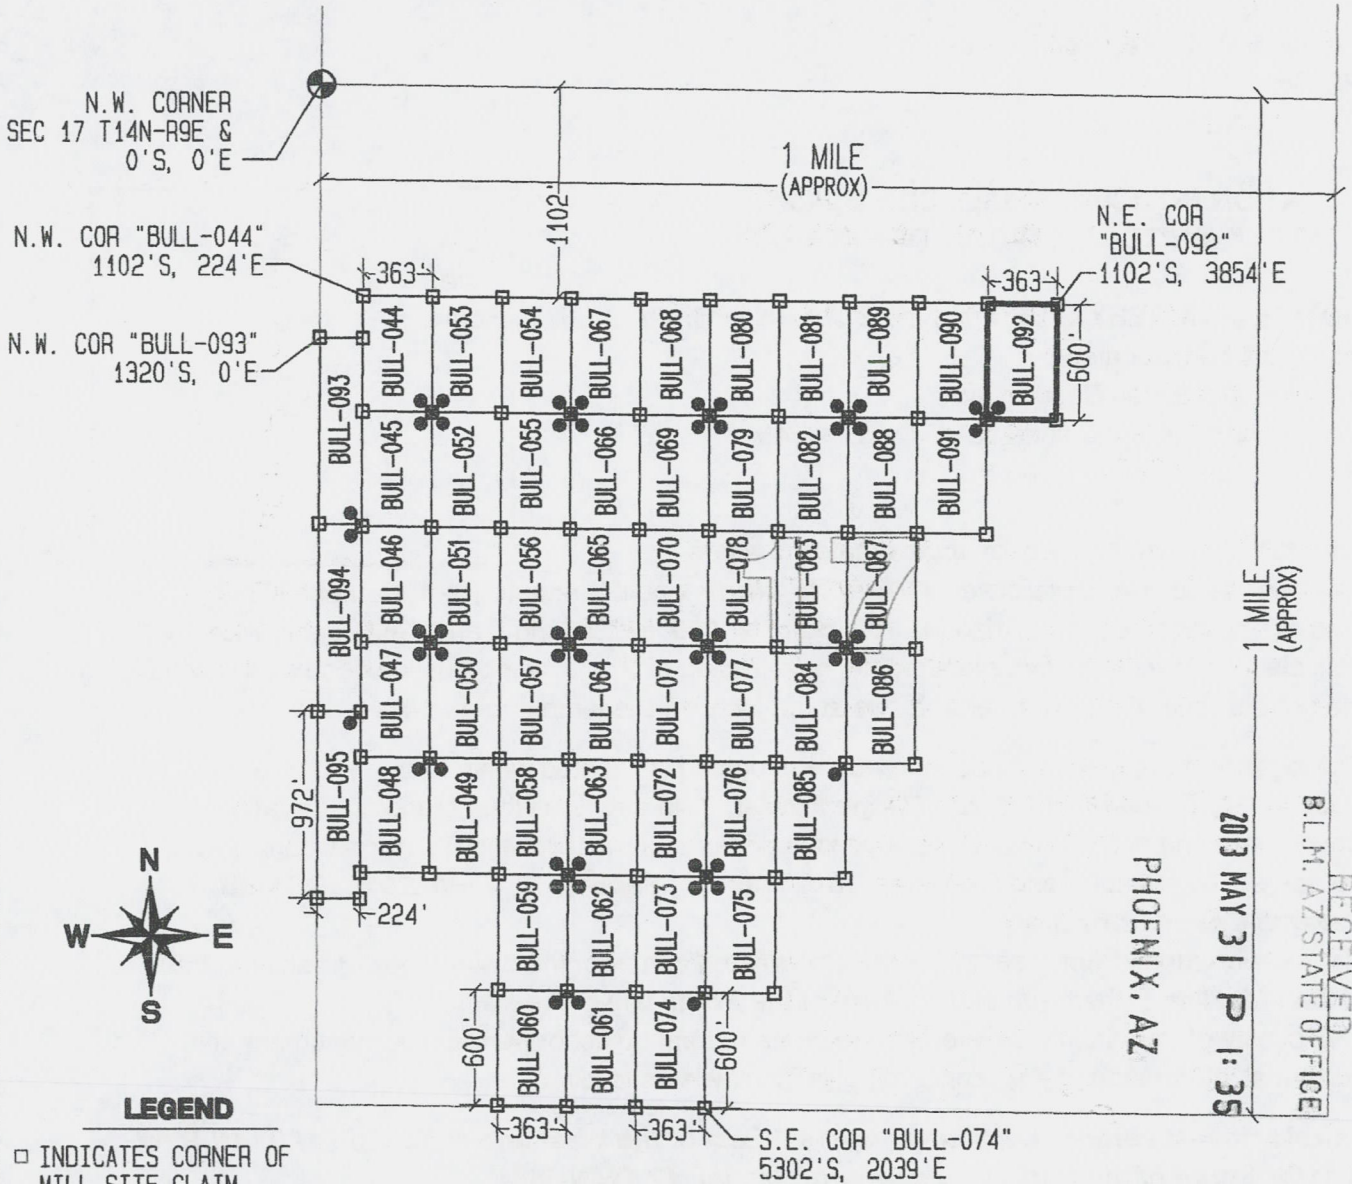 N.W. CORNER
SEC 17 T14N-R9E &
0'S, 0'E
1 MILE
(APPROX)
1102'
N.W. COR "BULL-044"
1102'S, 224'E
N.E. COR
"BULL-092"
1102'S, 3854'E
363'
363'
N.W. COR "BULL-093"
1320'S, 0'E
600'
BULL-093
BULL-044
BULL-053
BULL-054
BULL-067
BULL-068
BULL-080
BULL-081
BULL-089
BULL-090
BULL-092
BULL-045
BULL-052
BULL-055
BULL-066
BULL-069
BULL-079
BULL-082
BULL-088
BULL-091
BULL-094
BULL-046
BULL-051
BULL-056
BULL-065
BULL-070
BULL-078
BULL-083
BULL-087
17
1 MILE
(APPROX)
BULL-047
BULL-050
BULL-057
BULL-064
BULL-071
BULL-077
BULL-084
BULL-086
972'
BULL-095
BULL-048
BULL-049
BULL-058
BULL-063
BULL-072
BULL-076
BULL-085
224'
BULL-059
BULL-062
BULL-073
BULL-075
600'
BULL-060
BULL-061
BULL-074
600'
363'
363'
S.E. COR "BULL-074"
5302'S, 2039'E
N
W
E
S
RECEIVED
B.L.M. AZ STATE OFFICE
2013 MAY 31 P 1:35
PHOENIX, AZ
LEGEND
INDICATES CORNER OF
MILL SITE CLAIM